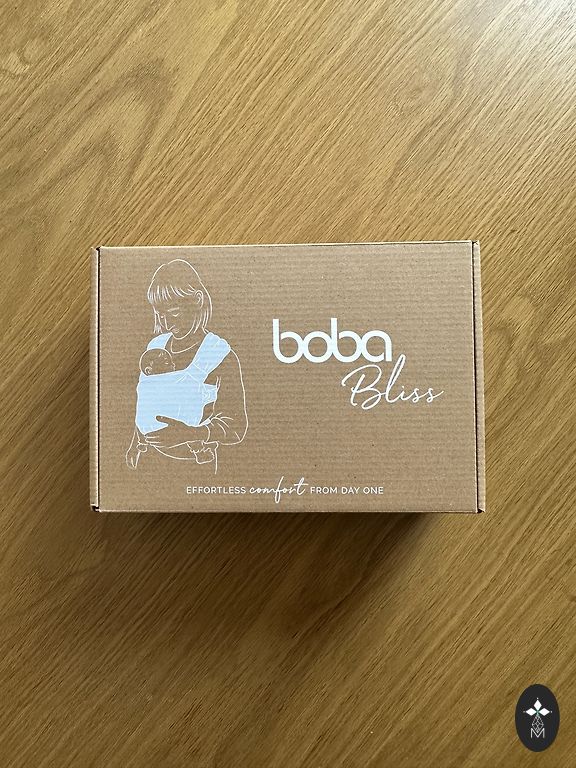 boba
Bliss
EFFORTLESS comfort FROM DAY ONE
M